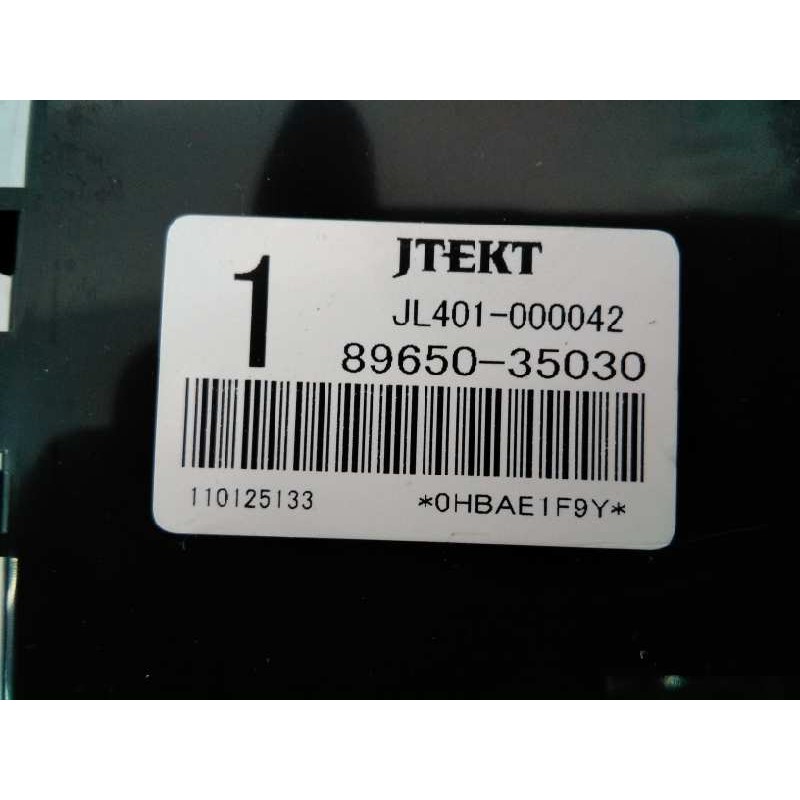 JTEKT
1
JL401-000042
89650-35030
110125133 *0HBAE1F9Y*